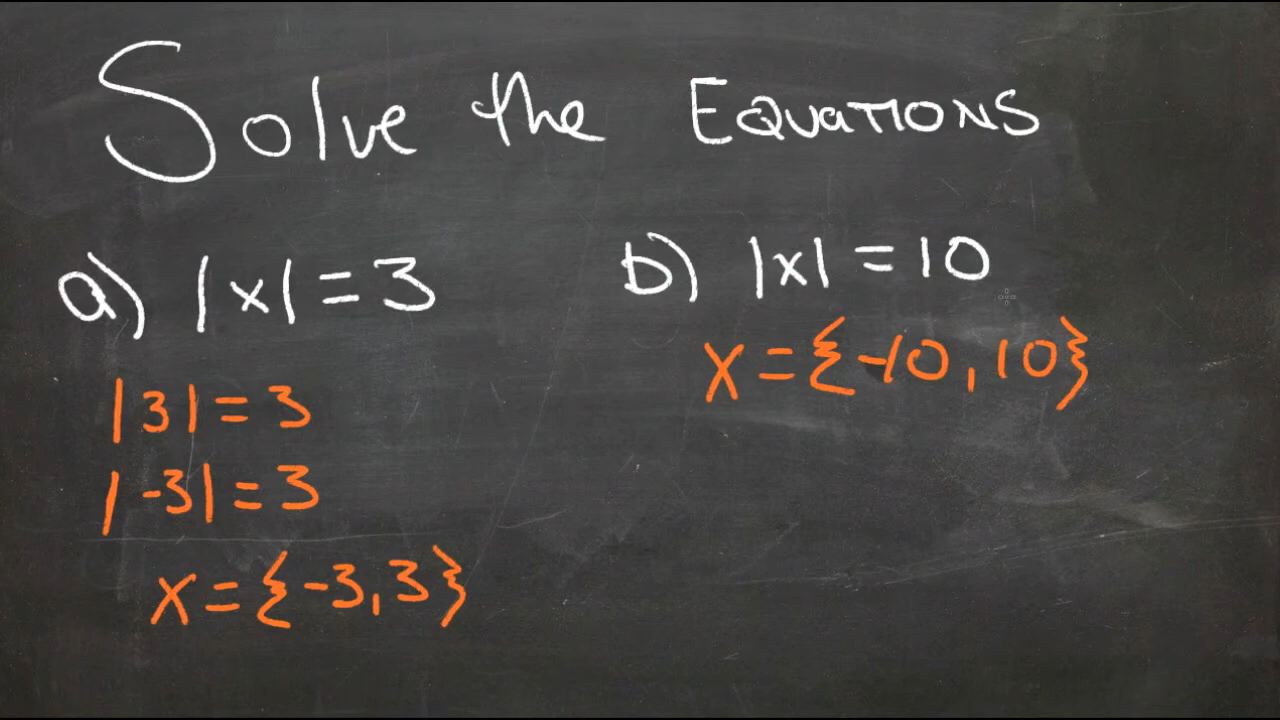 Solve the Equations
a) |x| = 3
|3| = 3
|-3| = 3
x = {-3, 3}
b) |x| = 10
x = {-10, 10}